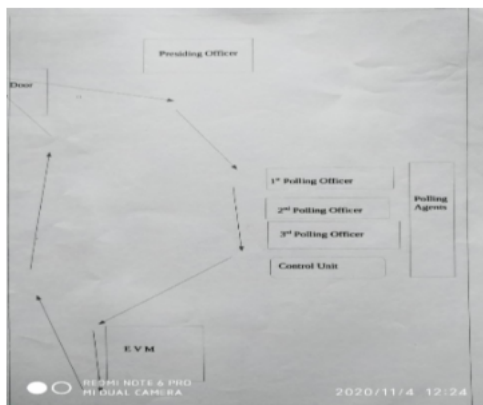 Presiding Officer
Door
1st Polling Officer
2nd Polling Officer
3rd Polling Officer
Control Unit
Polling
Agents
E V M
REDMI NOTE 6 PRO
MI DUAL CAMERA
2020/11/4 12:24